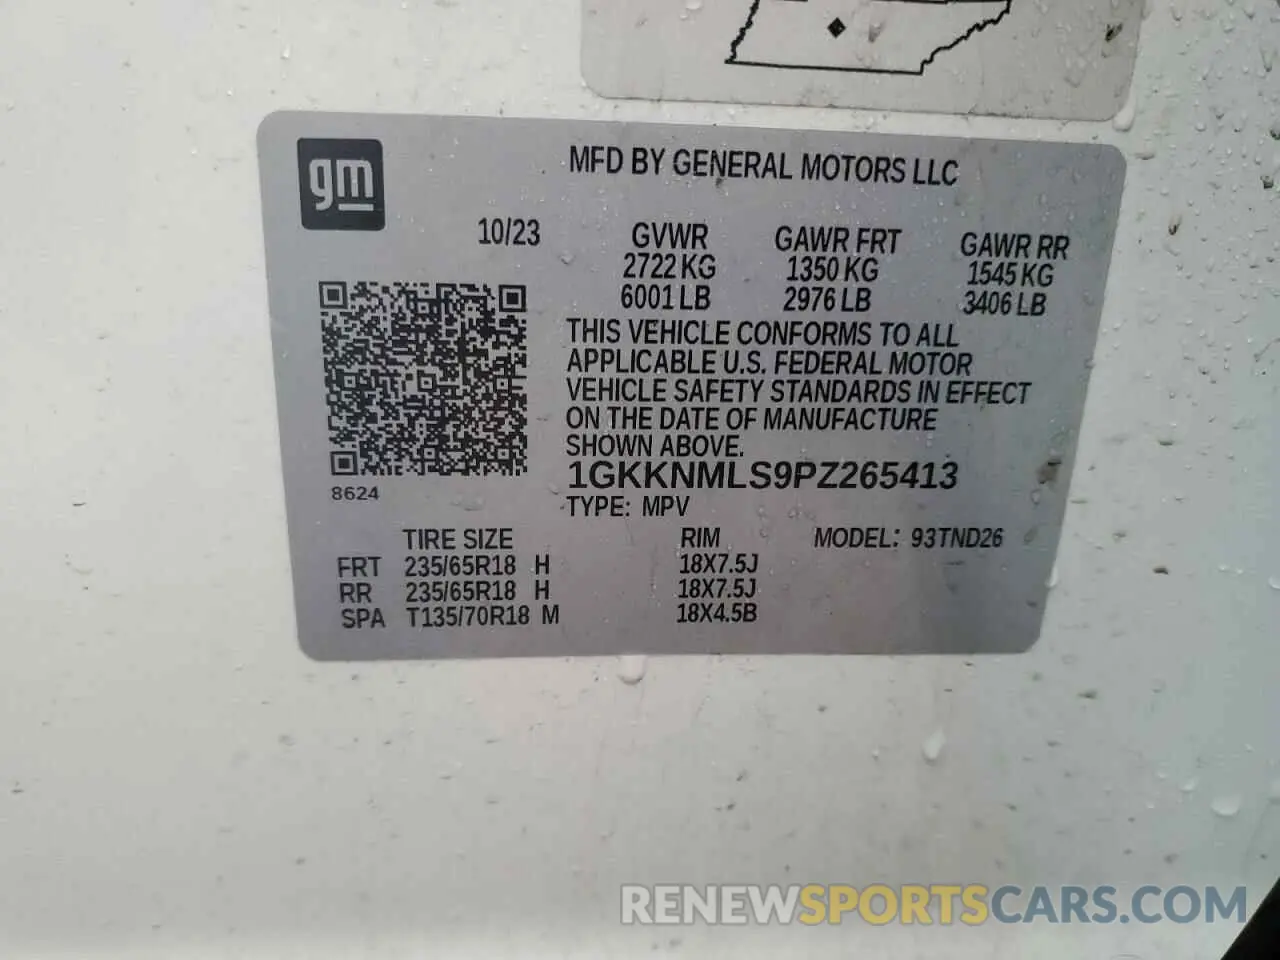 gm
MFD BY GENERAL MOTORS LLC
10/23 GVWR GAWR FRT GAWR RR
2722 KG 1350 KG 1545 KG
6001 LB 2976 LB 3406 LB
THIS VEHICLE CONFORMS TO ALL
APPLICABLE U.S. FEDERAL MOTOR
VEHICLE SAFETY STANDARDS IN EFFECT
ON THE DATE OF MANUFACTURE
SHOWN ABOVE.
1GKKNMLS9PZ265413
8624
TYPE: MPV
TIRE SIZE RIM MODEL: 93TND26
FRT 235/65R18 H 18X7.5J
RR 235/65R18 H 18X7.5J
SPA T135/70R18 M 18X4.5B
RENEWSPORTSCARS.COM